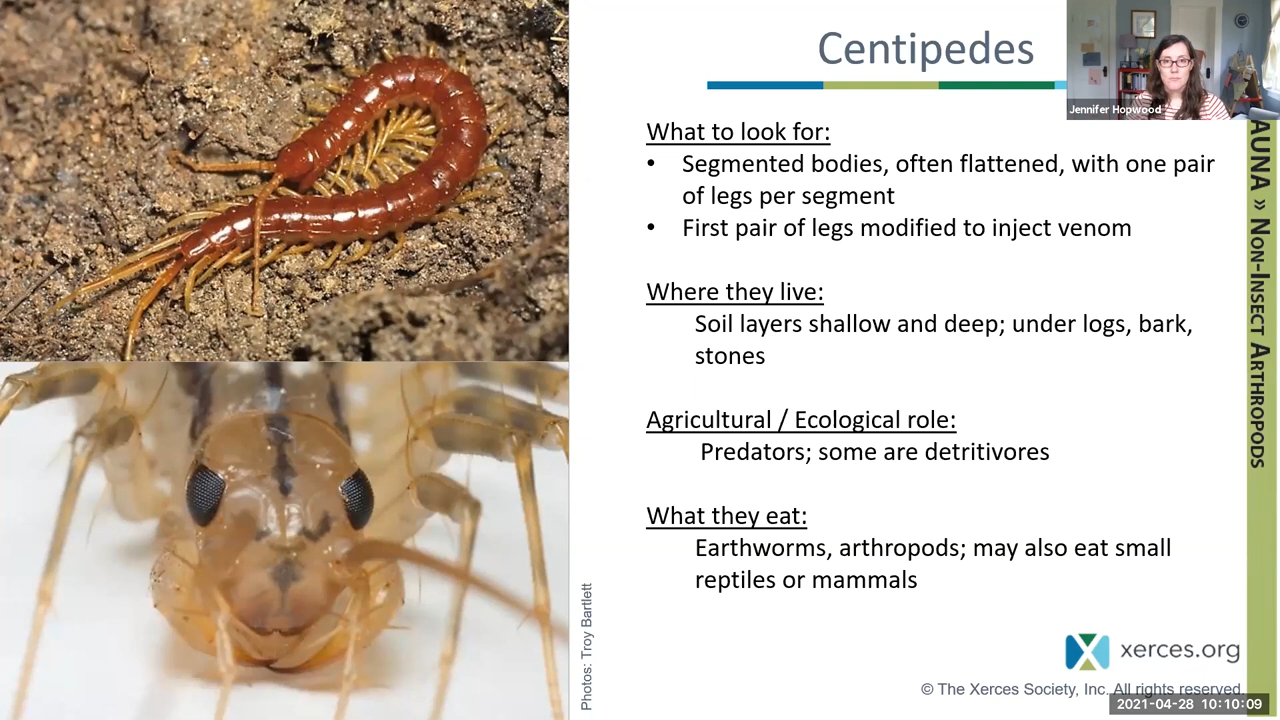 Centipedes
Jennifer Hopwood
What to look for:
• Segmented bodies, often flattened, with one pair
of legs per segment
• First pair of legs modified to inject venom
Where they live:
Soil layers shallow and deep; under logs, bark,
stones
Agricultural / Ecological role:
Predators; some are detritivores
What they eat:
Earthworms, arthropods; may also eat small
reptiles or mammals
Photos: Troy Bartlett
AUNA » NON-INSECT ARTHROPODS
xerces.org
© The Xerces Society, Inc. All rights reserved.
2021-04-28 10:10:09